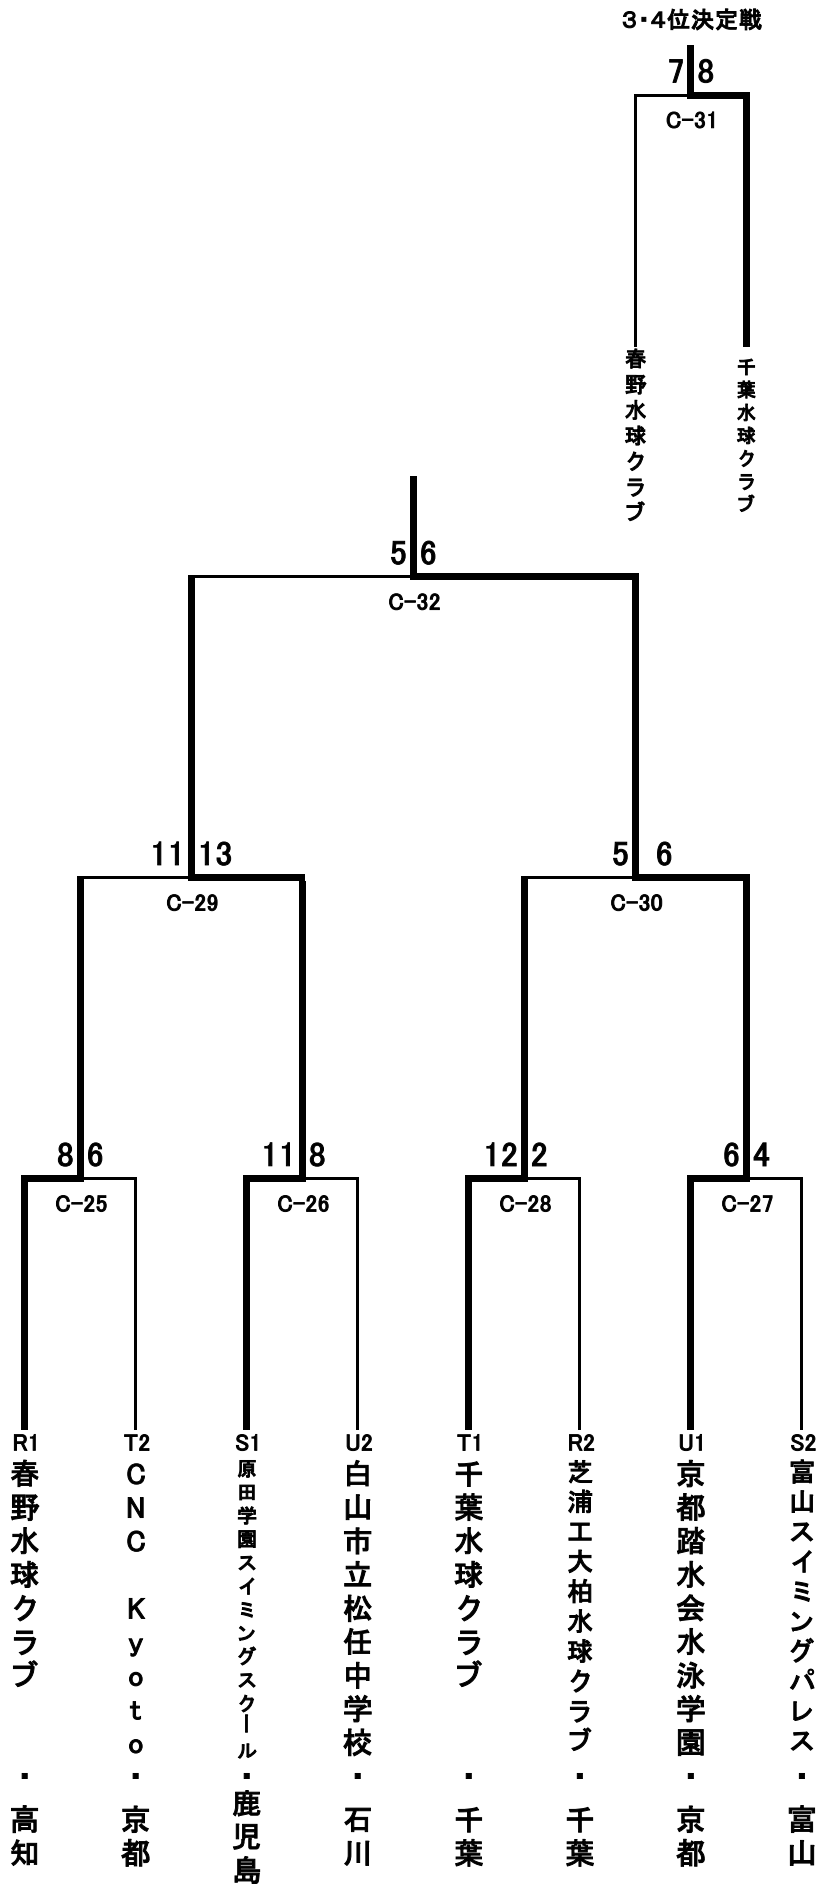 3・4位決定戦
7 8
C-31
春野水球クラブ
千葉水球クラブ
5 6
C-32
11 13
C-29
5 6
C-30
8 6
C-25
11 8
C-26
12 2
C-28
6 4
C-27
R1
春野水球クラブ ・高知
T2
CNC Kyoto・京都
S1
原田学園スイミングスクール・鹿児島
U2
白山市立松任中学校・石川
T1
千葉水球クラブ ・千葉
R2
芝浦工大柏水球クラブ・千葉
U1
京都踏水会水泳学園・京都
S2
富山スイミングパレス・富山